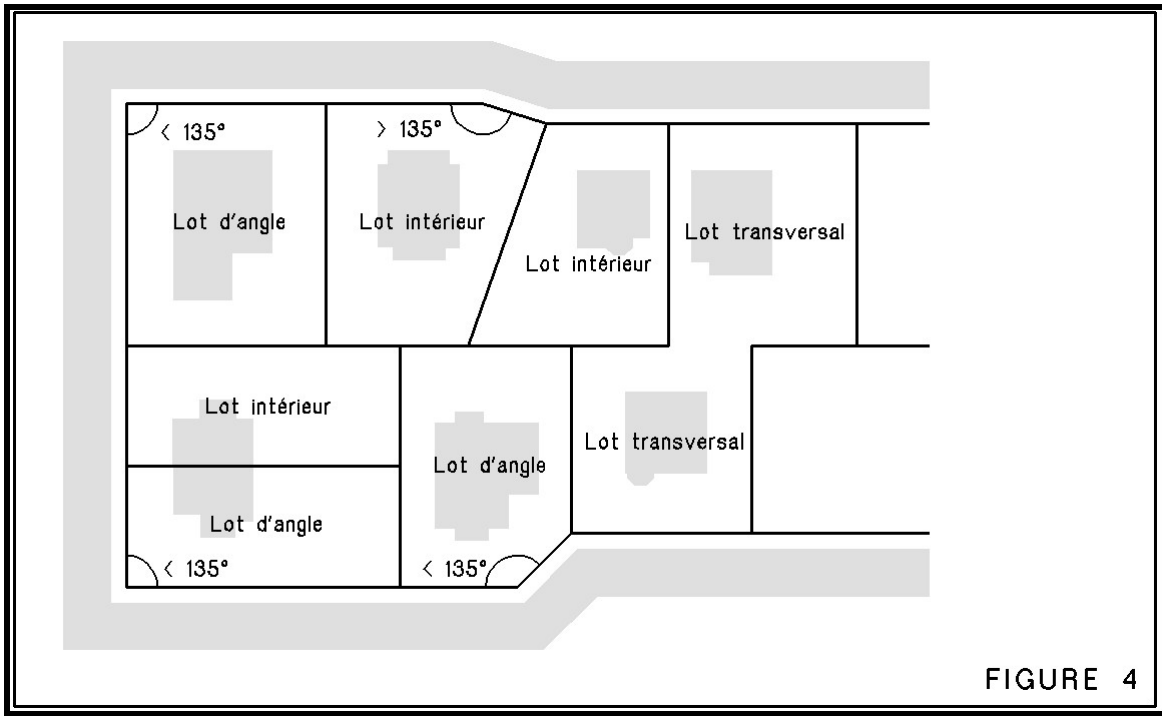 < 135°
> 135°
Lot d'angle
Lot intérieur
Lot transversal
Lot intérieur
Lot intérieur
Lot transversal
Lot d'angle
Lot d'angle
< 135°
< 135°
FIGURE 4